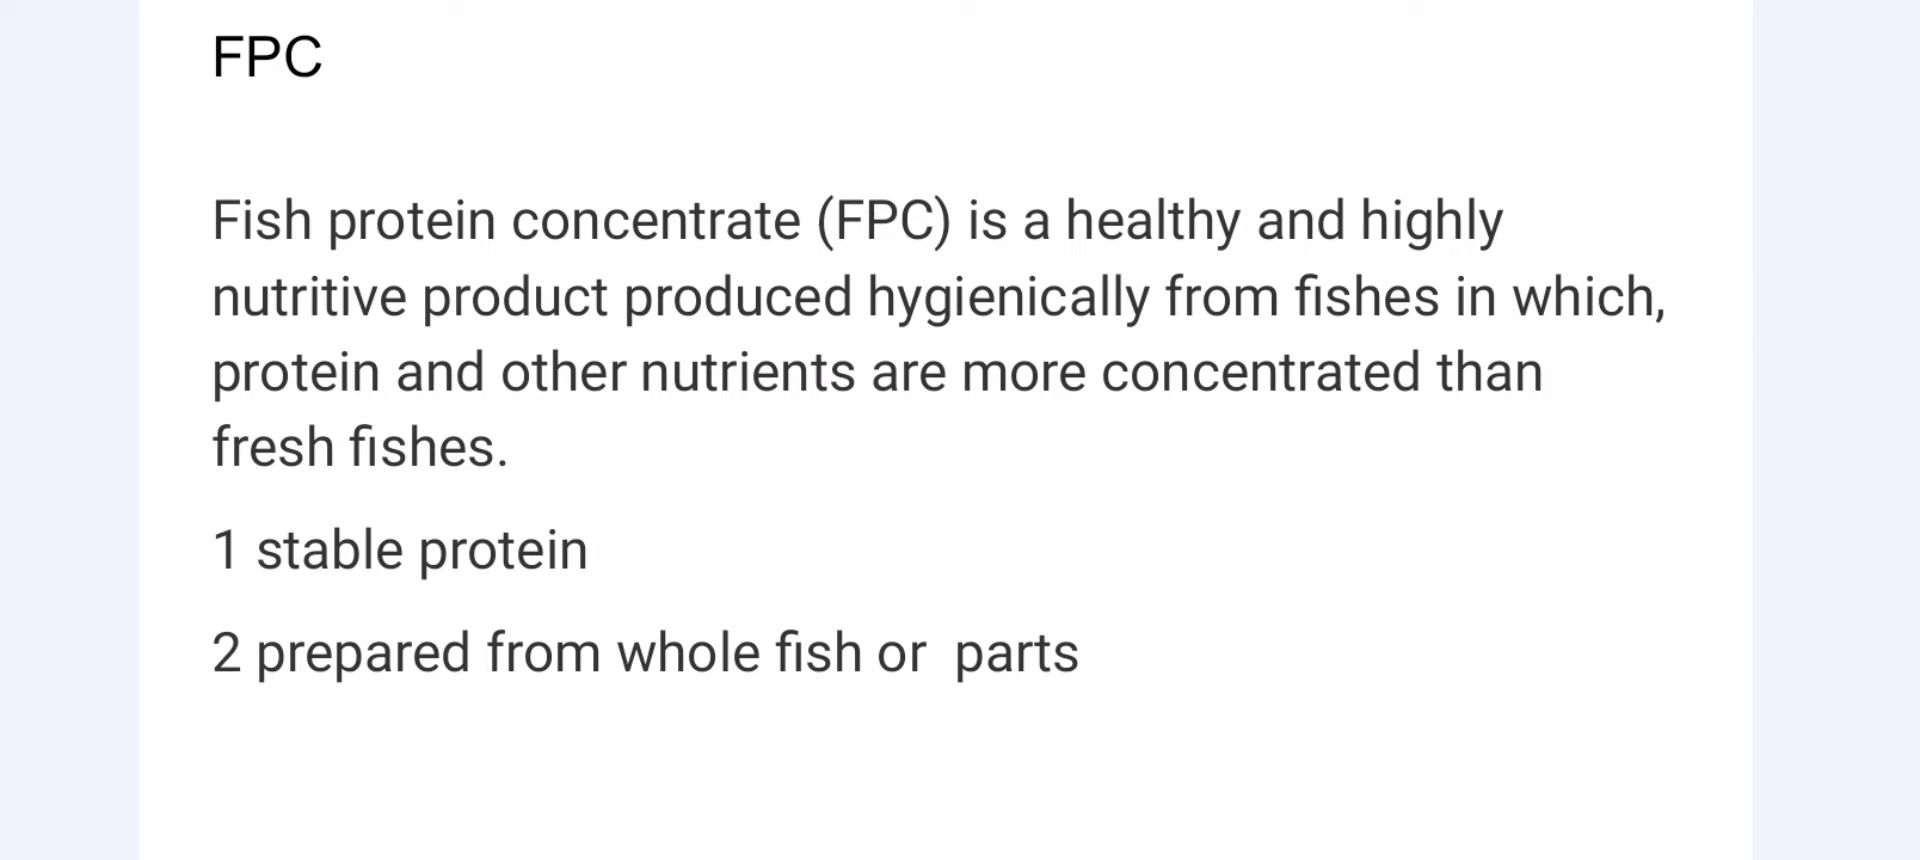 FPC
Fish protein concentrate (FPC) is a healthy and highly
nutritive product produced hygienically from fishes in which,
protein and other nutrients are more concentrated than
fresh fishes.
1 stable protein
2 prepared from whole fish or  parts